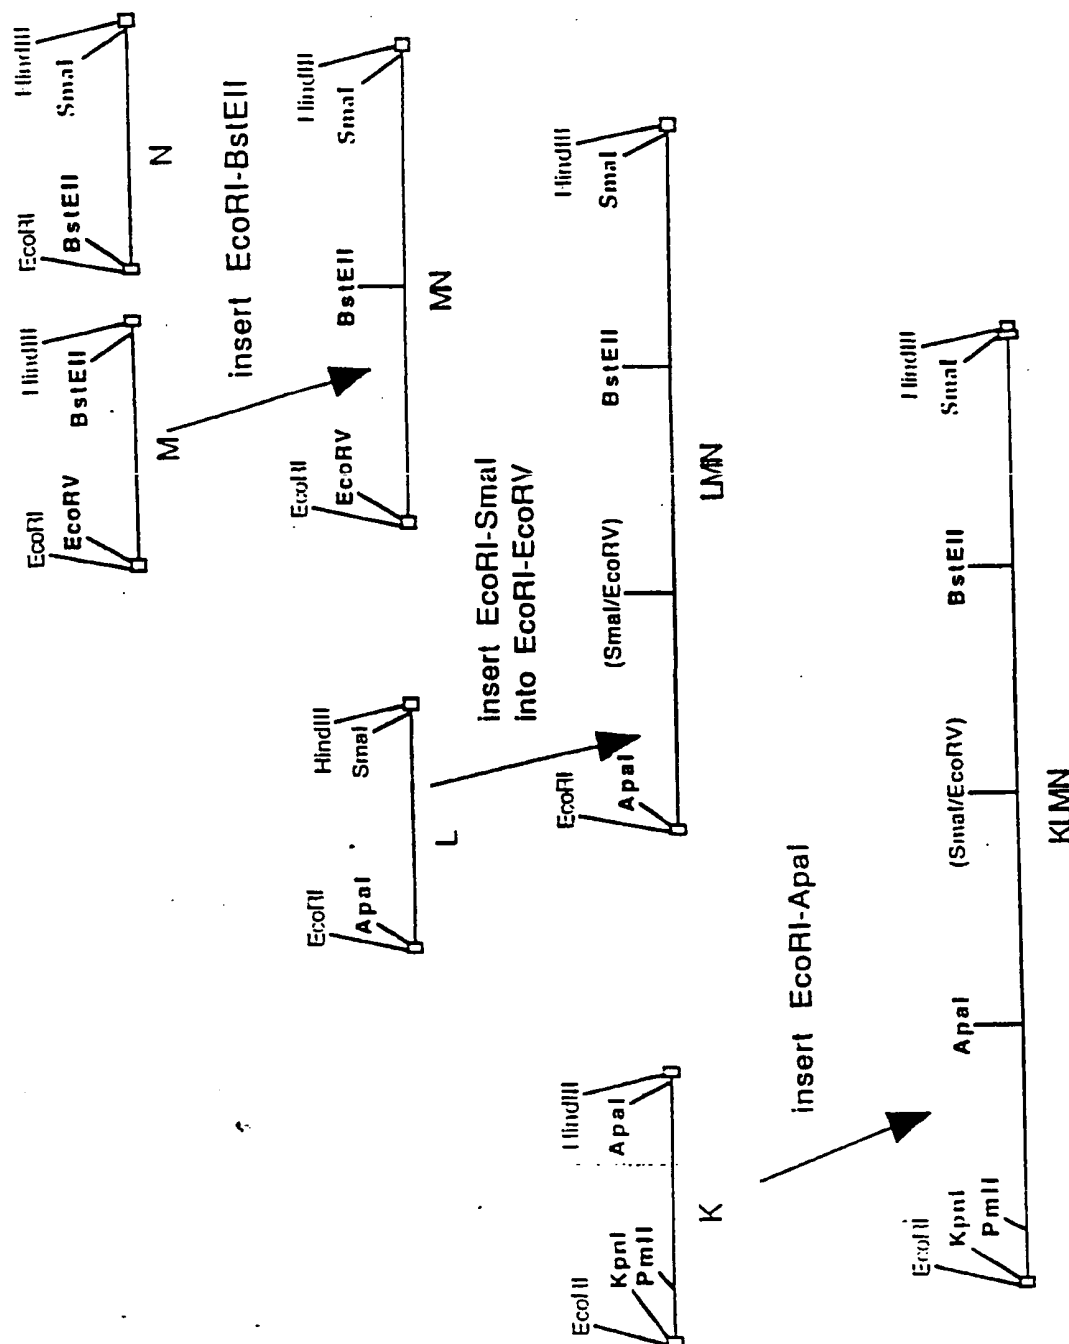 EcoRI
EcoRV
HindIII
BstEII
M
EcoRI
BstEII
HindIII
SmaI
N
insert EcoRI-BstEII
EcoRI
ApaI
HindIII
SmaI
L
EcoRI
EcoRV
BstEII
HindIII
SmaI
MN
insert EcoRI-SmaI
into EcoRI-EcoRV
EcoRI
KpnI
PmlI
HindIII
ApaI
K
EcoRI
ApaI
(SmaI/EcoRV)
BstEII
HindIII
SmaI
LMN
insert EcoRI-ApaI
EcoRI
KpnI
PmlI
ApaI
(SmaI/EcoRV)
BstEII
HindIII
SmaI
KLMN